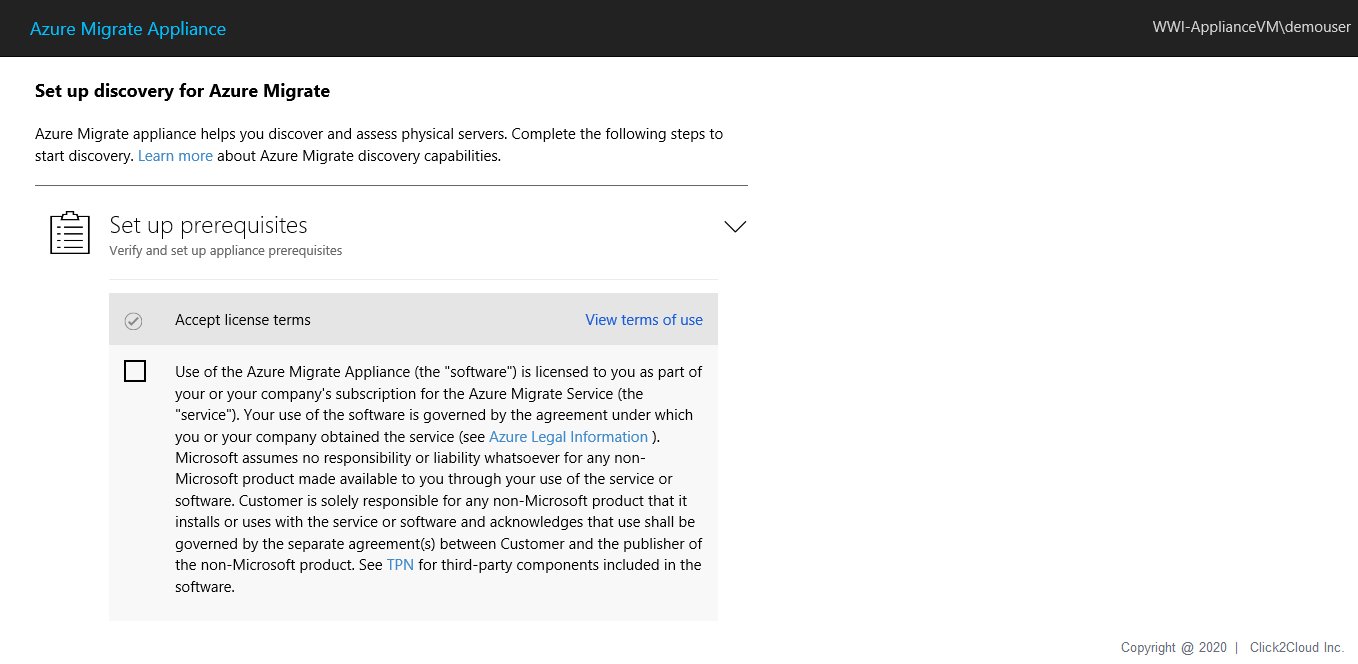 Azure Migrate Appliance
WWI-ApplianceVM\demouser
Set up discovery for Azure Migrate
Azure Migrate appliance helps you discover and assess physical servers. Complete the following steps to
start discovery. Learn more about Azure Migrate discovery capabilities.
Set up prerequisites
Verify and set up appliance prerequisites
Accept license terms
View terms of use
Use of the Azure Migrate Appliance (the "software") is licensed to you as part of
your or your company's subscription for the Azure Migrate Service (the
"service"). Your use of the software is governed by the agreement under which
you or your company obtained the service (see Azure Legal Information ).
Microsoft assumes no responsibility or liability whatsoever for any non-
Microsoft product made available to you through your use of the service or
software. Customer is solely responsible for any non-Microsoft product that it
installs or uses with the service or software and acknowledges that use shall be
governed by the separate agreement(s) between Customer and the publisher of
the non-Microsoft product. See TPN for third-party components included in the
software.
Copyright @ 2020 | Click2Cloud Inc.